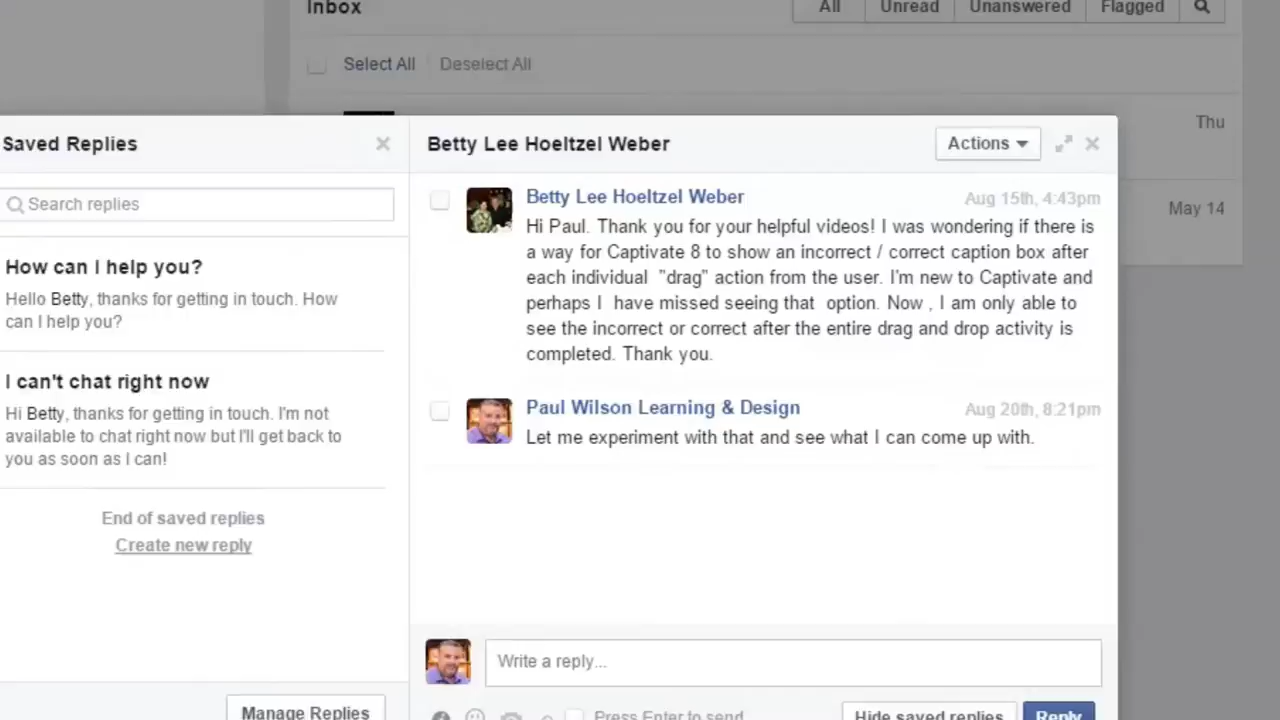 Inbox
All Unread Unanswered Flagged
Select All Deselect All
Thu
May 14
Saved Replies
Search replies
How can I help you?
Hello Betty, thanks for getting in touch. How
can I help you?
I can't chat right now
Hi Betty, thanks for getting in touch. I'm not
available to chat right now but I'll get back to
you as soon as I can!
End of saved replies
Create new reply
Manage Replies
Betty Lee Hoeltzel Weber
Actions
Betty Lee Hoeltzel Weber Aug 15th, 4:43pm
Hi Paul. Thank you for your helpful videos! I was wondering if there is
a way for Captivate 8 to show an incorrect / correct caption box after
each individual "drag" action from the user. I'm new to Captivate and
perhaps I have missed seeing that option. Now , I am only able to
see the incorrect or correct after the entire drag and drop activity is
completed. Thank you.
Paul Wilson Learning & Design Aug 20th, 8:21pm
Let me experiment with that and see what I can come up with.
Write a reply...
Press Enter to send
Hide saved replies
Reply